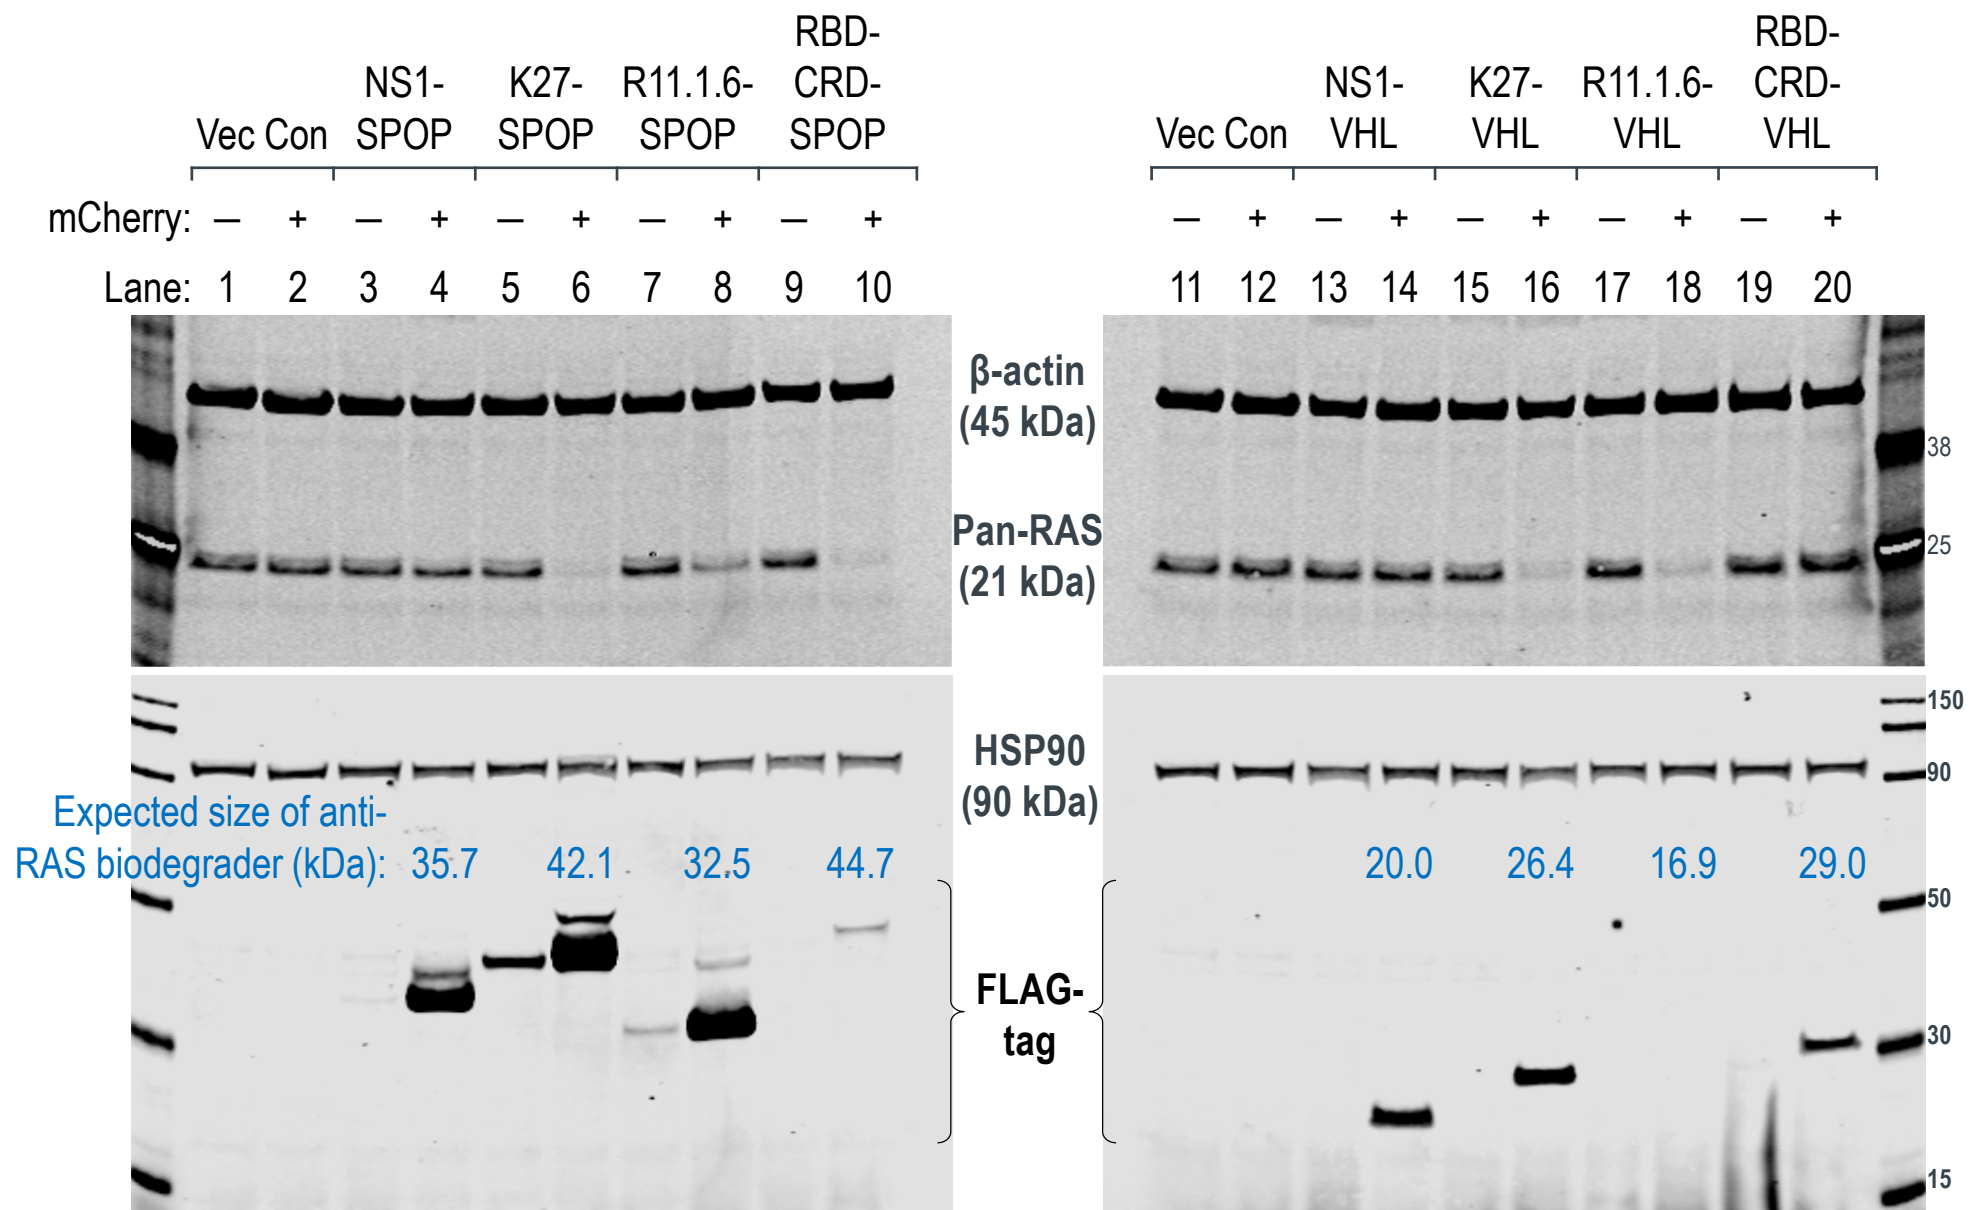 RBD- RBD-
NS1- K27- R11.1.6- CRD- NS1- K27- R11.1.6- CRD-
Vec Con SPOP SPOP SPOP SPOP Vec Con VHL VHL VHL VHL
mCherry: – + – + – + – + – + – + – + – + – + – +
Lane: 1 2 3 4 5 6 7 8 9 10 11 12 13 14 15 16 17 18 19 20
β-actin
(45 kDa)
38
Pan-RAS
25
(21 kDa)
150
HSP90
90
(90 kDa)
Expected size of anti-
RAS biodegrader (kDa): 35.7 42.1 32.5 44.7 20.0 26.4 16.9 29.0
50
FLAG-
tag
30
15